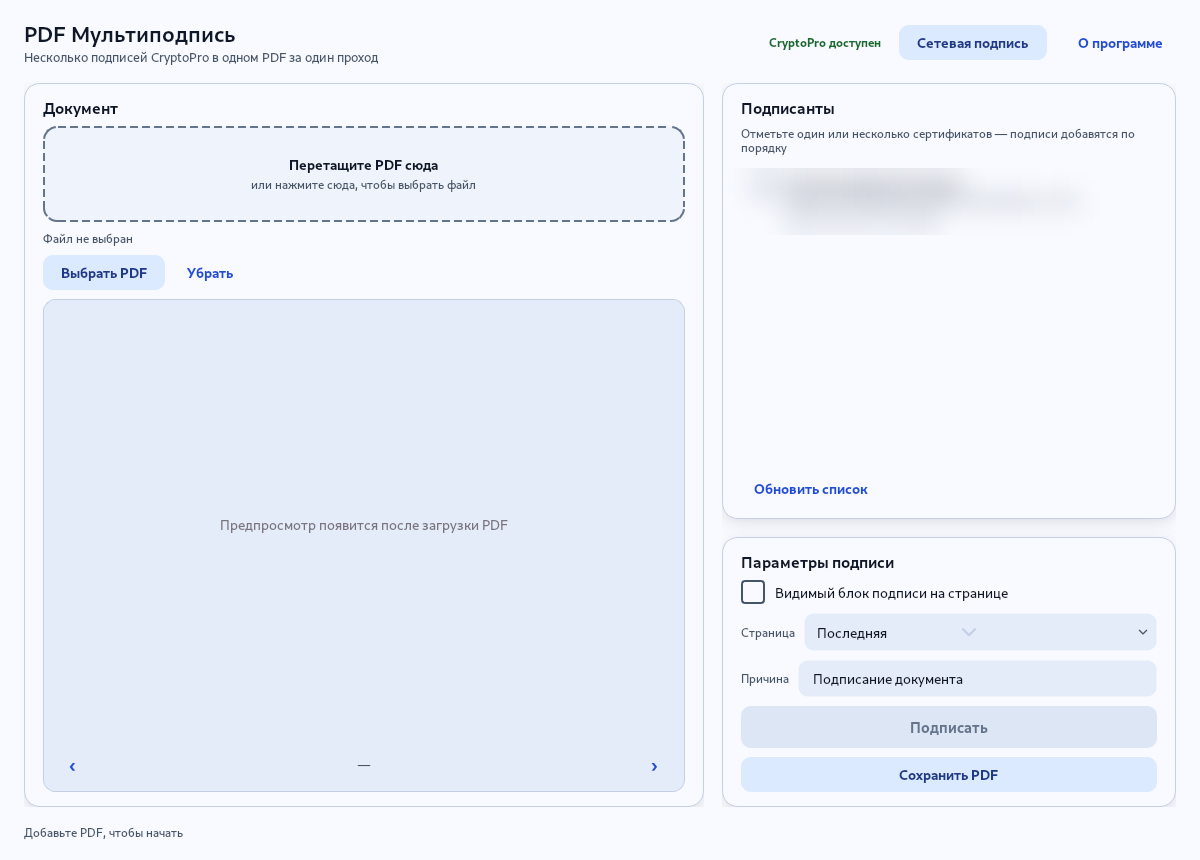 PDF Мультиподпись
Несколько подписей CryptoPro в одном PDF за один проход
CryptoPro доступен
Сетевая подпись
О программе
Документ
Перетащите PDF сюда
или нажмите сюда, чтобы выбрать файл
Файл не выбран
Выбрать PDF
Убрать
Предпросмотр появится после загрузки PDF
‹
—
›
Подписанты
Отметьте один или несколько сертификатов — подписи добавятся по
порядку
Обновить список
Параметры подписи
Видимый блок подписи на странице
Страница
Последняя
Причина
Подписание документа
Подписать
Сохранить PDF
Добавьте PDF, чтобы начать